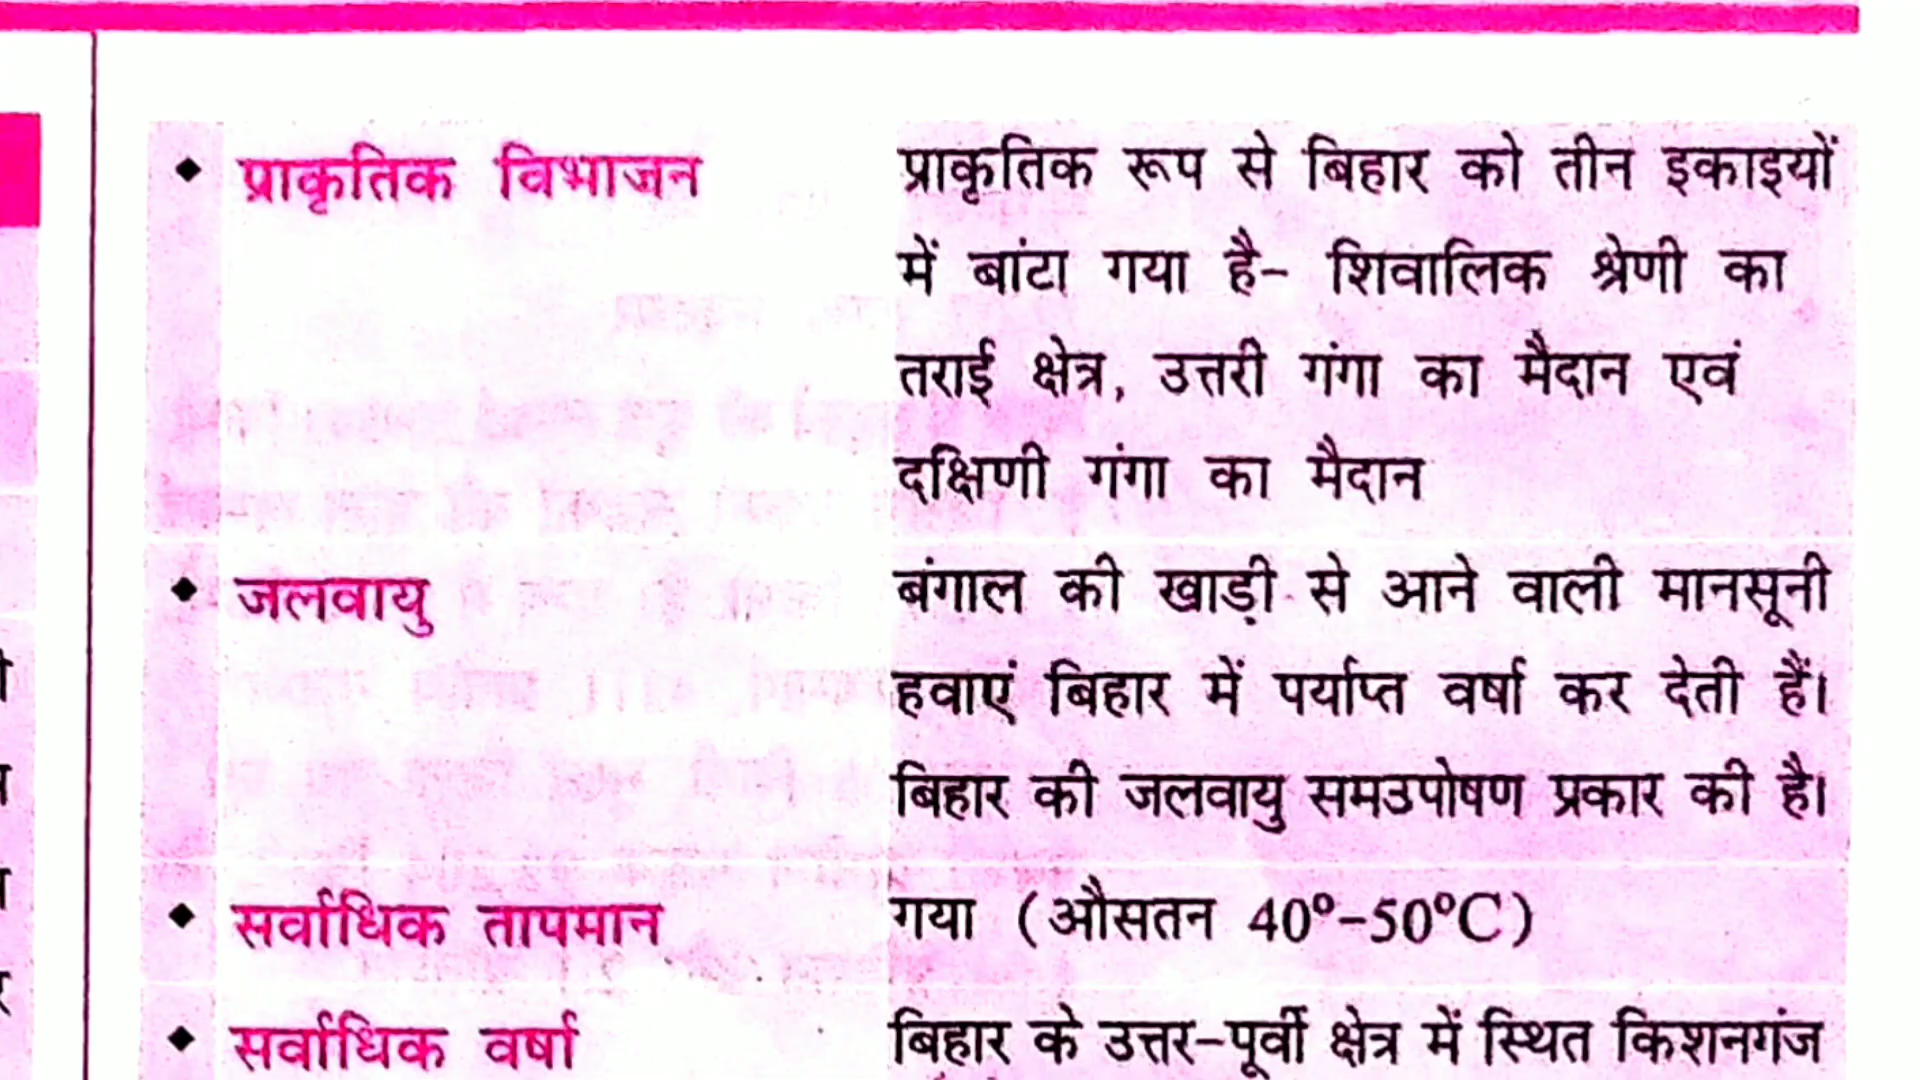 ◆ प्राकृतिक विभाजन प्राकृतिक रूप से बिहार को तीन इकाइयों
में बांटा गया है- शिवालिक श्रेणी का
तराई क्षेत्र, उत्तरी गंगा का मैदान एवं
दक्षिणी गंगा का मैदान
◆ जलवायु बंगाल की खाड़ी से आने वाली मानसूनी
हवाएं बिहार में पर्याप्त वर्षा कर देती हैं।
बिहार की जलवायु समउपोषण प्रकार की है।
◆ सर्वाधिक तापमान गया (औसतन 40°-50°C)
◆ सर्वाधिक वर्षा बिहार के उत्तर-पूर्वी क्षेत्र में स्थित किशनगंज